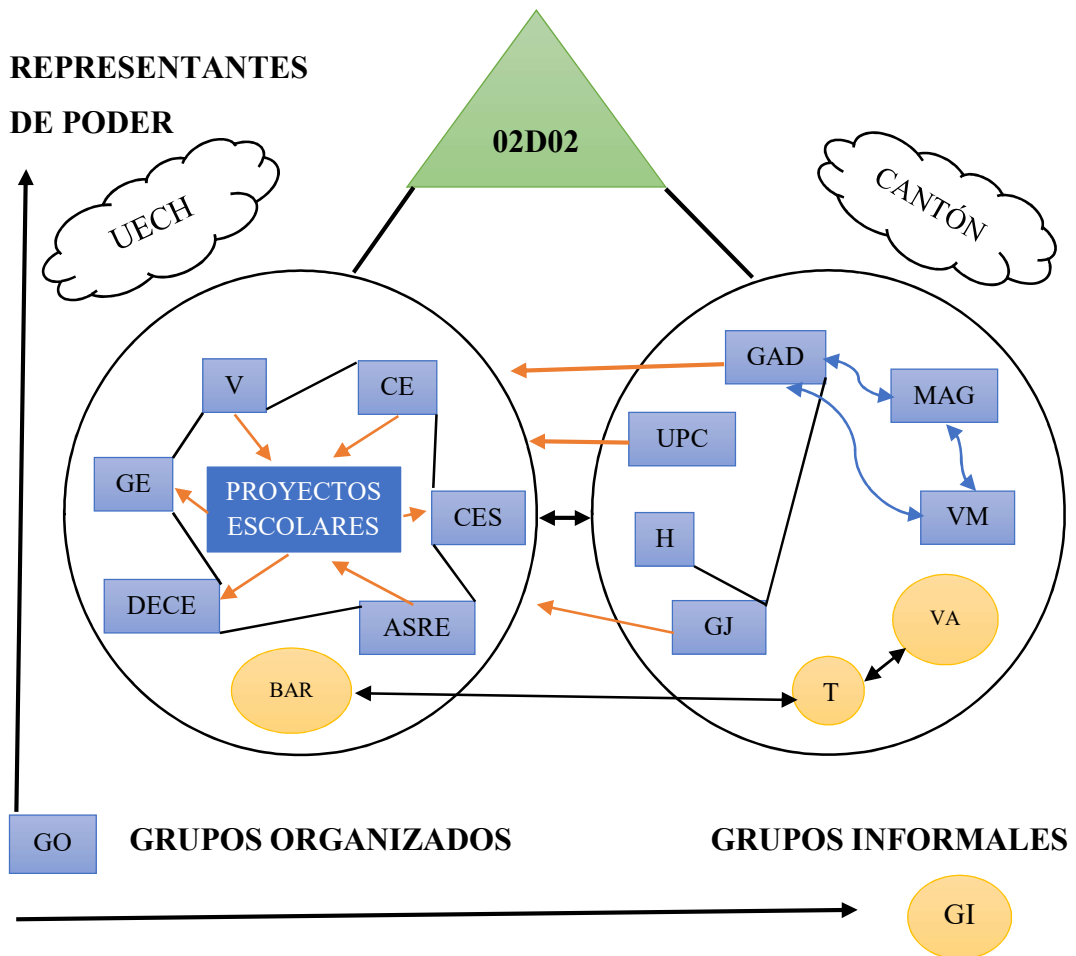 REPRESENTANTES
DE PODER
02D02
UECH
CANTÓN
V
CE
GE
PROYECTOS
ESCOLARES
CES
DECE
ASRE
BAR
GAD
MAG
UPC
VM
H
GJ
VA
T
GO
GRUPOS ORGANIZADOS
GRUPOS INFORMALES
GI